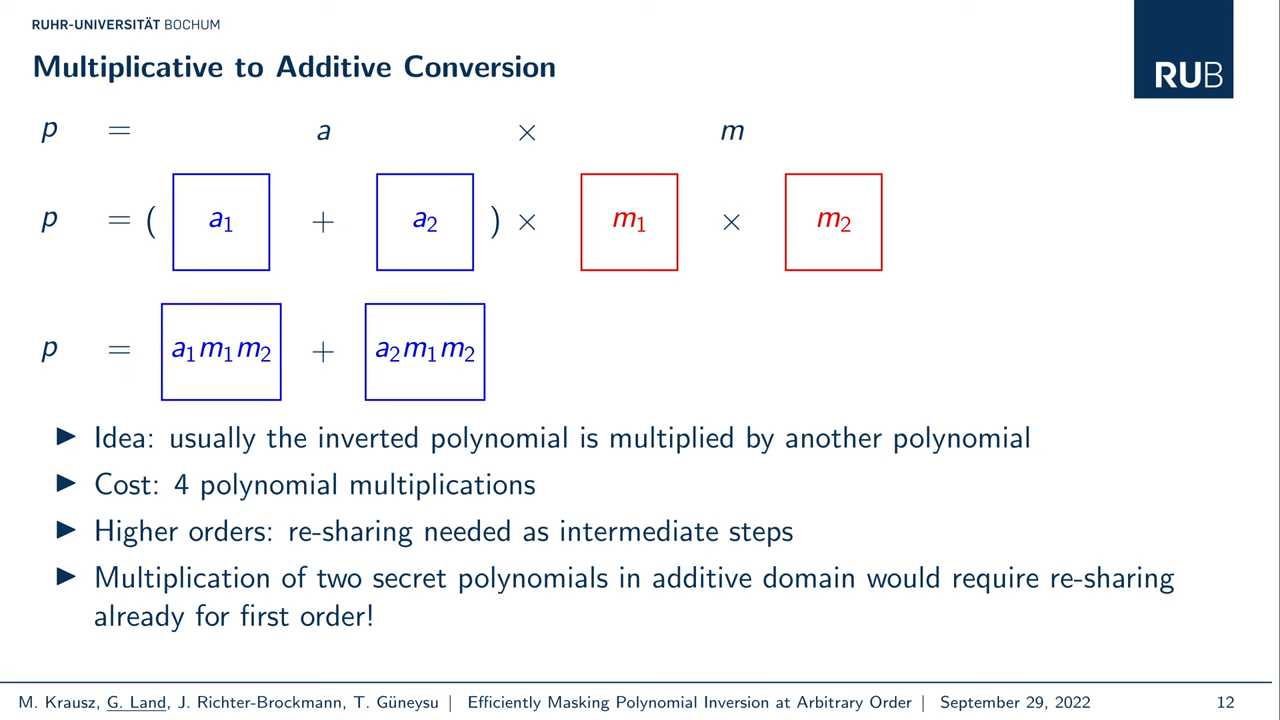 RUHR-UNIVERSITÄT BOCHUM
RUB
Multiplicative to Additive Conversion
p = a × m
p = ( a₁ + a₂ ) × m₁ × m₂
p = a₁m₁m₂ + a₂m₁m₂
▶ Idea: usually the inverted polynomial is multiplied by another polynomial
▶ Cost: 4 polynomial multiplications
▶ Higher orders: re-sharing needed as intermediate steps
▶ Multiplication of two secret polynomials in additive domain would require re-sharing
already for first order!
M. Krausz, G. Land, J. Richter-Brockmann, T. Güneysu | Efficiently Masking Polynomial Inversion at Arbitrary Order | September 29, 2022 12